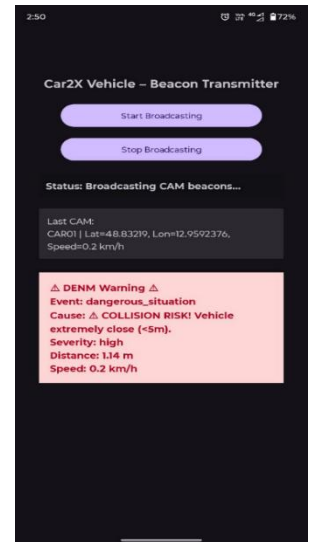 2:50
4G
72%
Car2X Vehicle – Beacon Transmitter
Start Broadcasting
Stop Broadcasting
Status: Broadcasting CAM beacons...
Last CAM:
CAR01 | Lat=48.83219, Lon=12.9592376,
Speed=0.2 km/h
⚠ DENM Warning ⚠
Event: dangerous_situation
Cause: ⚠ COLLISION RISK! Vehicle
extremely close (<5m).
Severity: high
Distance: 1.14 m
Speed: 0.2 km/h